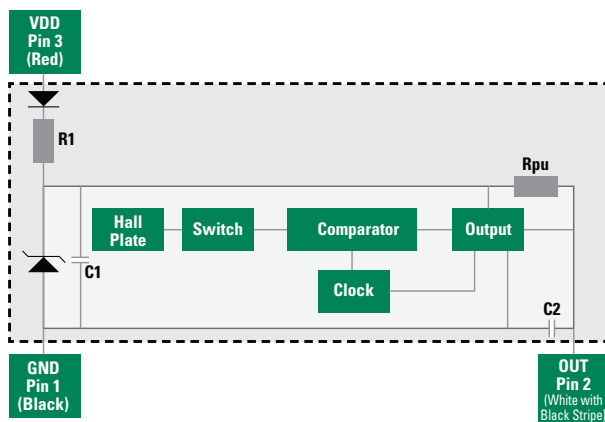 VDD
Pin 3
(Red)
R1
Rpu
Hall
Plate
Switch
Comparator
Output
C1
Clock
C2
GND
Pin 1
(Black)
OUT
Pin 2
(White with
Black Stripe)